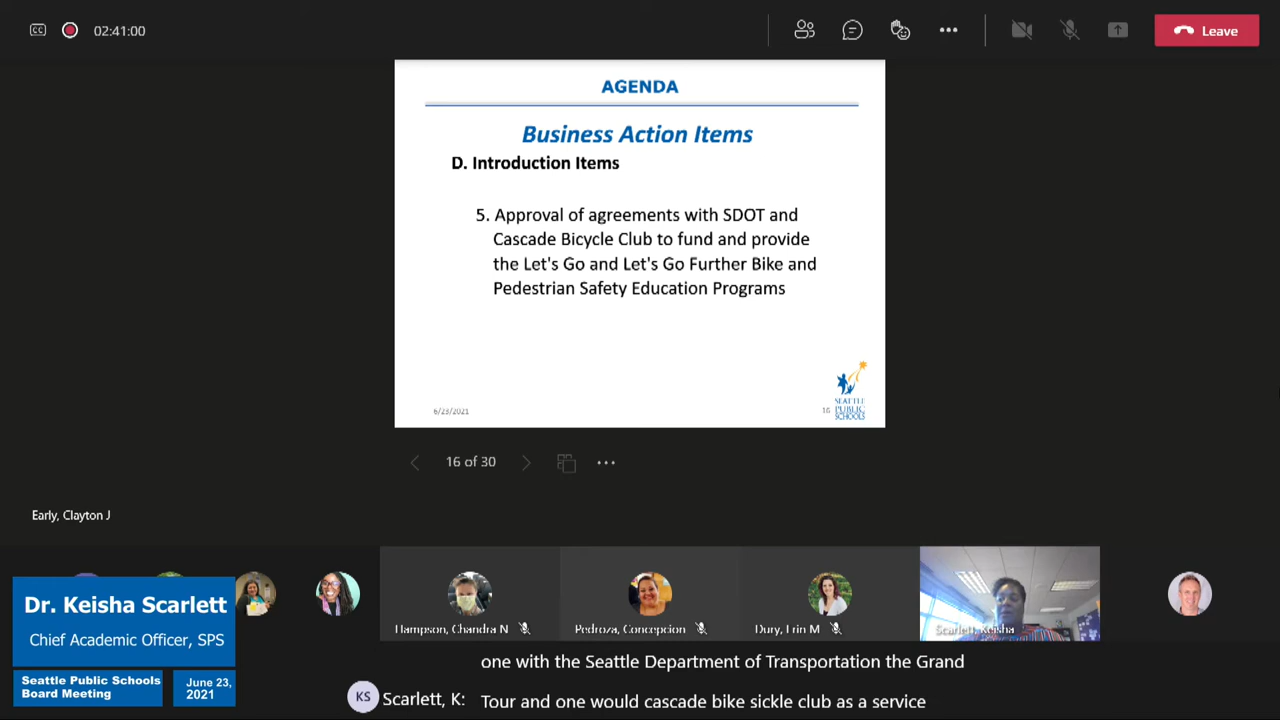 CC
02:41:00
Leave
AGENDA
Business Action Items
D. Introduction Items
5. Approval of agreements with SDOT and
Cascade Bicycle Club to fund and provide
the Let's Go and Let's Go Further Bike and
Pedestrian Safety Education Programs
6/23/2021
16
SEATTLE
PUBLIC
SCHOOLS
16 of 30
Early, Clayton J
Hampson, Chandra N
Pedroza, Concepcion
Dury, Erin M
Scarlett, Keisha
Dr. Keisha Scarlett
Chief Academic Officer, SPS
Seattle Public Schools
Board Meeting
June 23,
2021
one with the Seattle Department of Transportation the Grand
KS
Scarlett, K:
Tour and one would cascade bike sickle club as a service